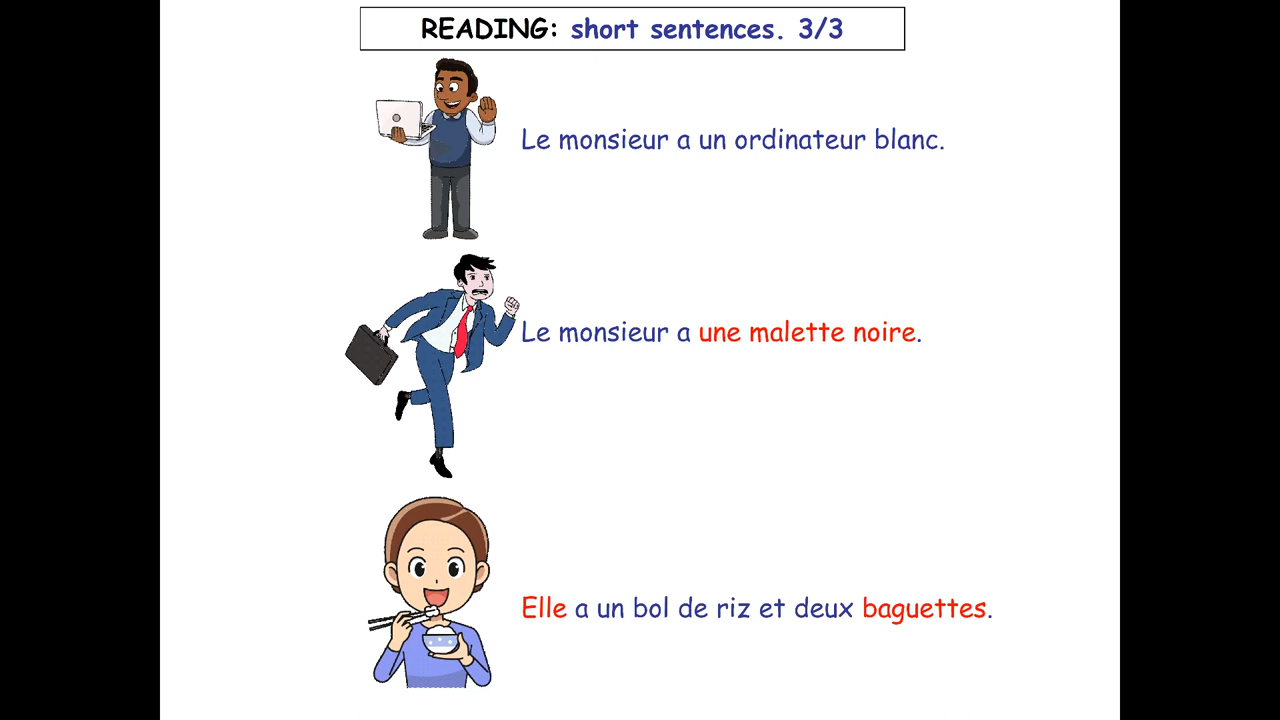 READING: short sentences. 3/3
Le monsieur a un ordinateur blanc.
Le monsieur a une malette noire.
Elle a un bol de riz et deux baguettes.